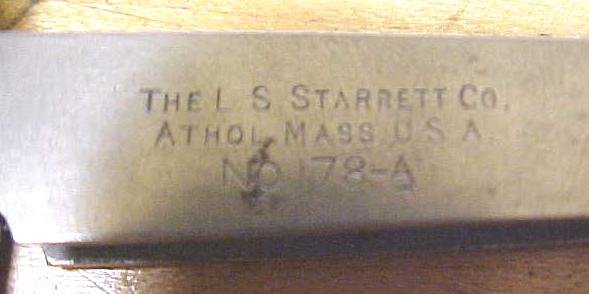 THE L S STARRETT CO.
ATHOL, MASS U.S.A.
NO 178-A